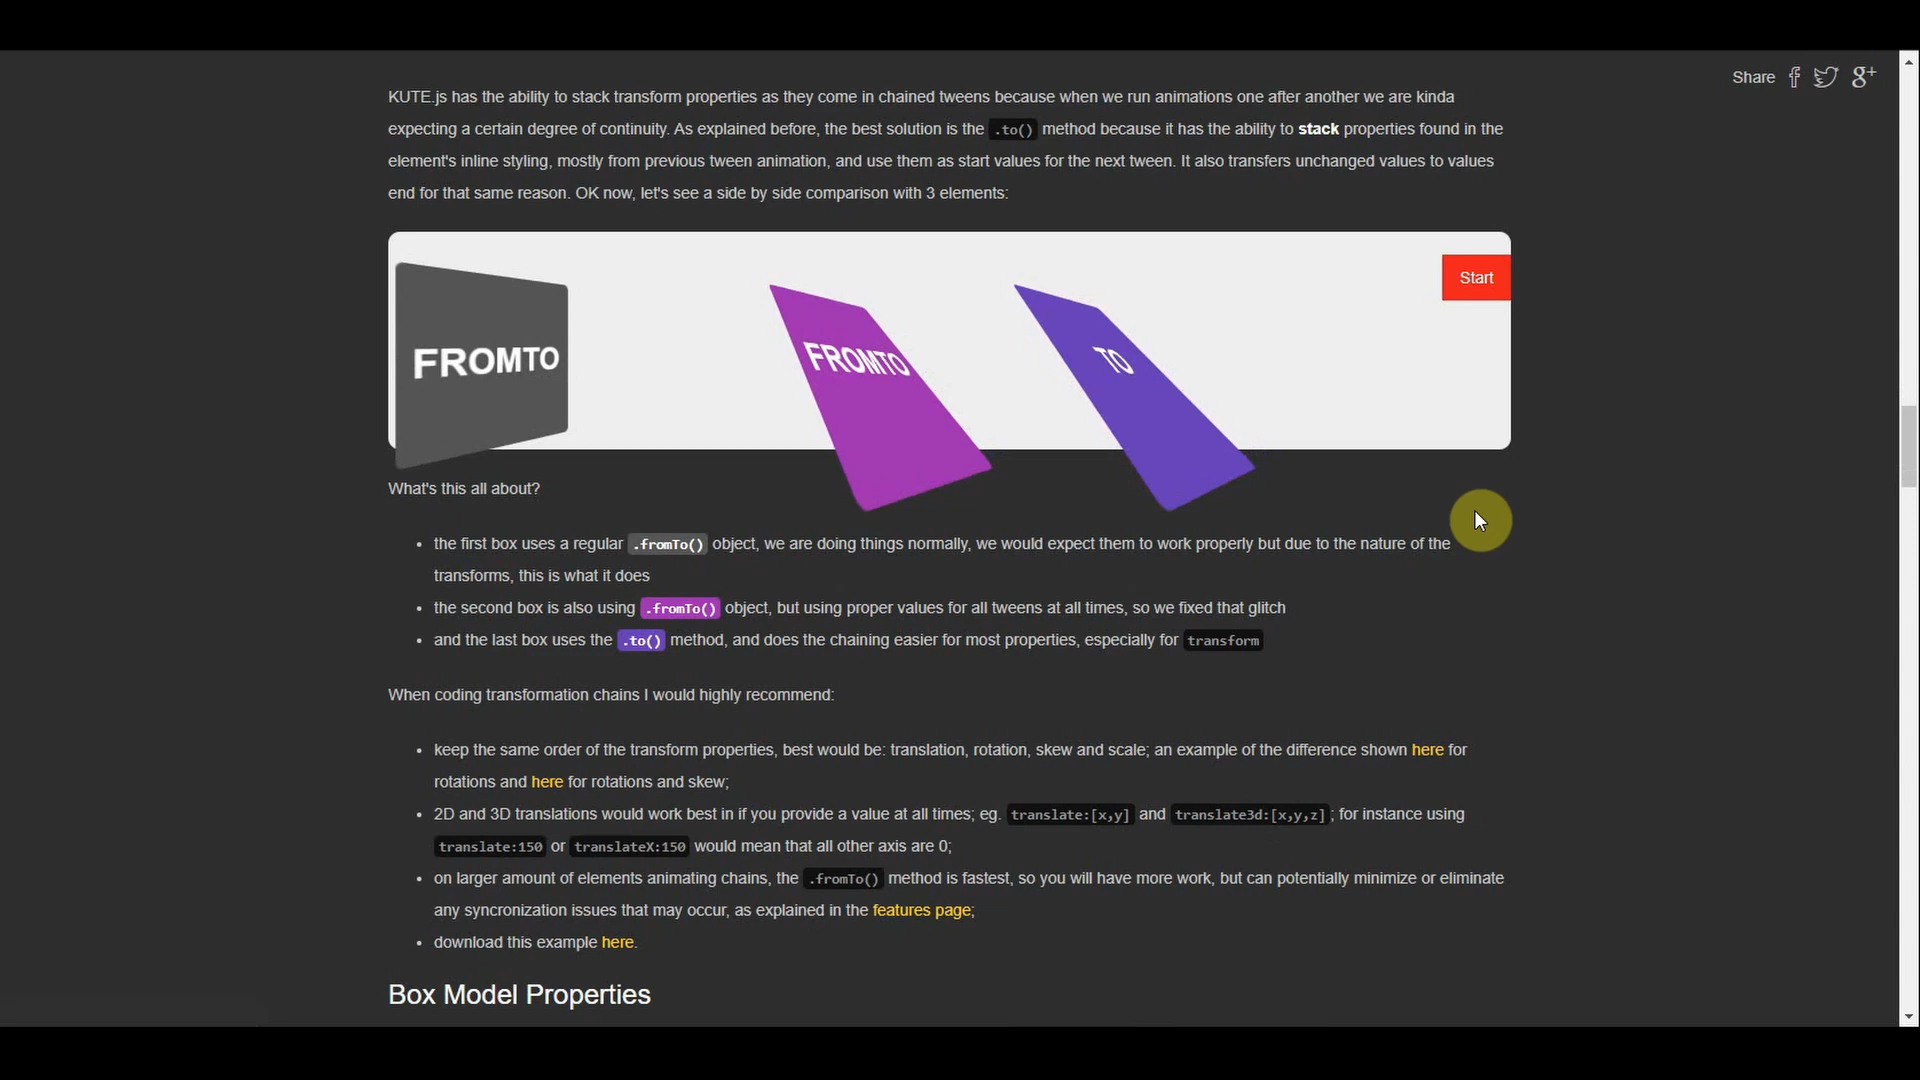 Share
KUTE.js has the ability to stack transform properties as they come in chained tweens because when we run animations one after another we are kinda
expecting a certain degree of continuity. As explained before, the best solution is the .to() method because it has the ability to stack properties found in the
element's inline styling, mostly from previous tween animation, and use them as start values for the next tween. It also transfers unchanged values to values
end for that same reason. OK now, let's see a side by side comparison with 3 elements:
Start
FROMTO
FROMTO
TO
What's this all about?
• the first box uses a regular .fromTo() object, we are doing things normally, we would expect them to work properly but due to the nature of the
transforms, this is what it does
• the second box is also using .fromTo() object, but using proper values for all tweens at all times, so we fixed that glitch
• and the last box uses the .to() method, and does the chaining easier for most properties, especially for transform
When coding transformation chains I would highly recommend:
• keep the same order of the transform properties, best would be: translation, rotation, skew and scale; an example of the difference shown here for
rotations and here for rotations and skew;
• 2D and 3D translations would work best in if you provide a value at all times; eg. translate:[x,y] and translate3d:[x,y,z]; for instance using
translate:150 or translateX:150 would mean that all other axis are 0;
• on larger amount of elements animating chains, the .fromTo() method is fastest, so you will have more work, but can potentially minimize or eliminate
any syncronization issues that may occur, as explained in the features page;
• download this example here.
Box Model Properties